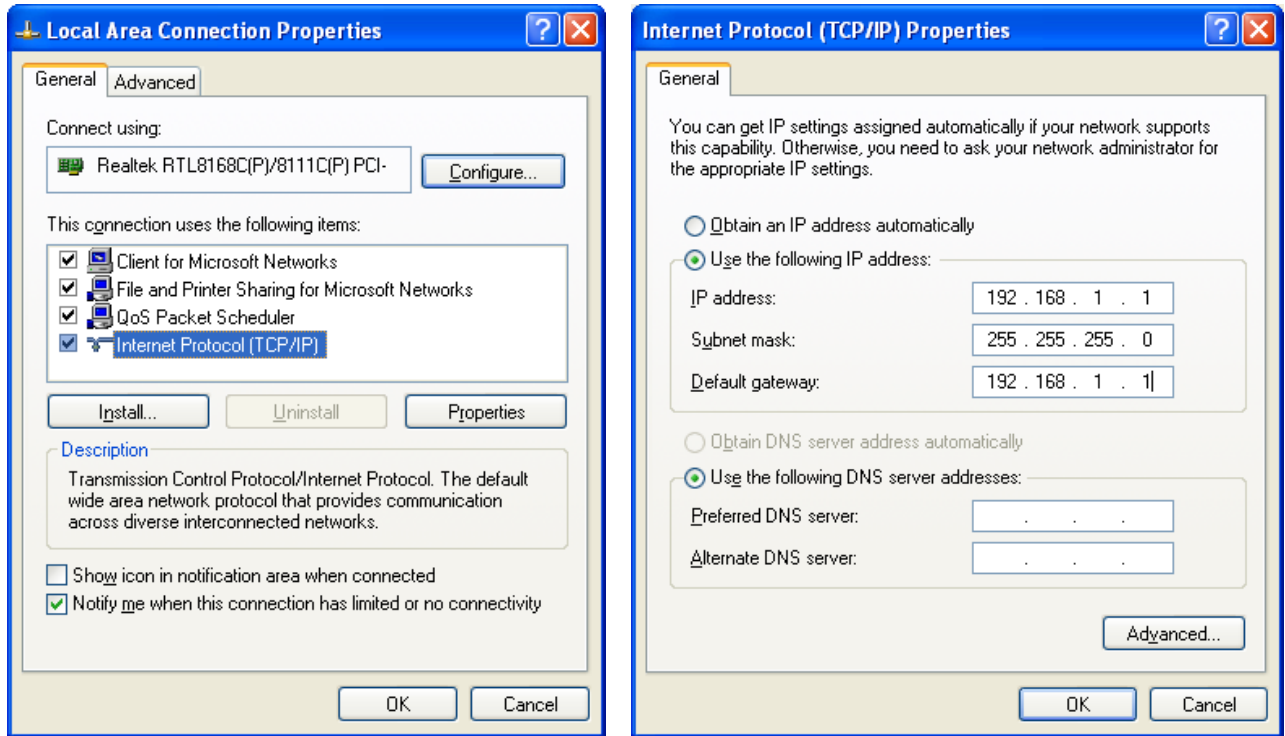 Local Area Connection Properties
General
Advanced
Connect using:
Realtek RTL8168C(P)/8111C(P) PCI-
Configure...
This connection uses the following items:
Client for Microsoft Networks
File and Printer Sharing for Microsoft Networks
QoS Packet Scheduler
Internet Protocol (TCP/IP)
Install...
Uninstall
Properties
Description
Transmission Control Protocol/Internet Protocol. The default
wide area network protocol that provides communication
across diverse interconnected networks.
Show icon in notification area when connected
Notify me when this connection has limited or no connectivity
OK
Cancel
Internet Protocol (TCP/IP) Properties
General
You can get IP settings assigned automatically if your network supports
this capability. Otherwise, you need to ask your network administrator for
the appropriate IP settings.
Obtain an IP address automatically
Use the following IP address:
IP address: 192 . 168 . 1 . 1
Subnet mask: 255 . 255 . 255 . 0
Default gateway: 192 . 168 . 1 . 1
Obtain DNS server address automatically
Use the following DNS server addresses:
Preferred DNS server: . . .
Alternate DNS server: . . .
Advanced...
OK
Cancel